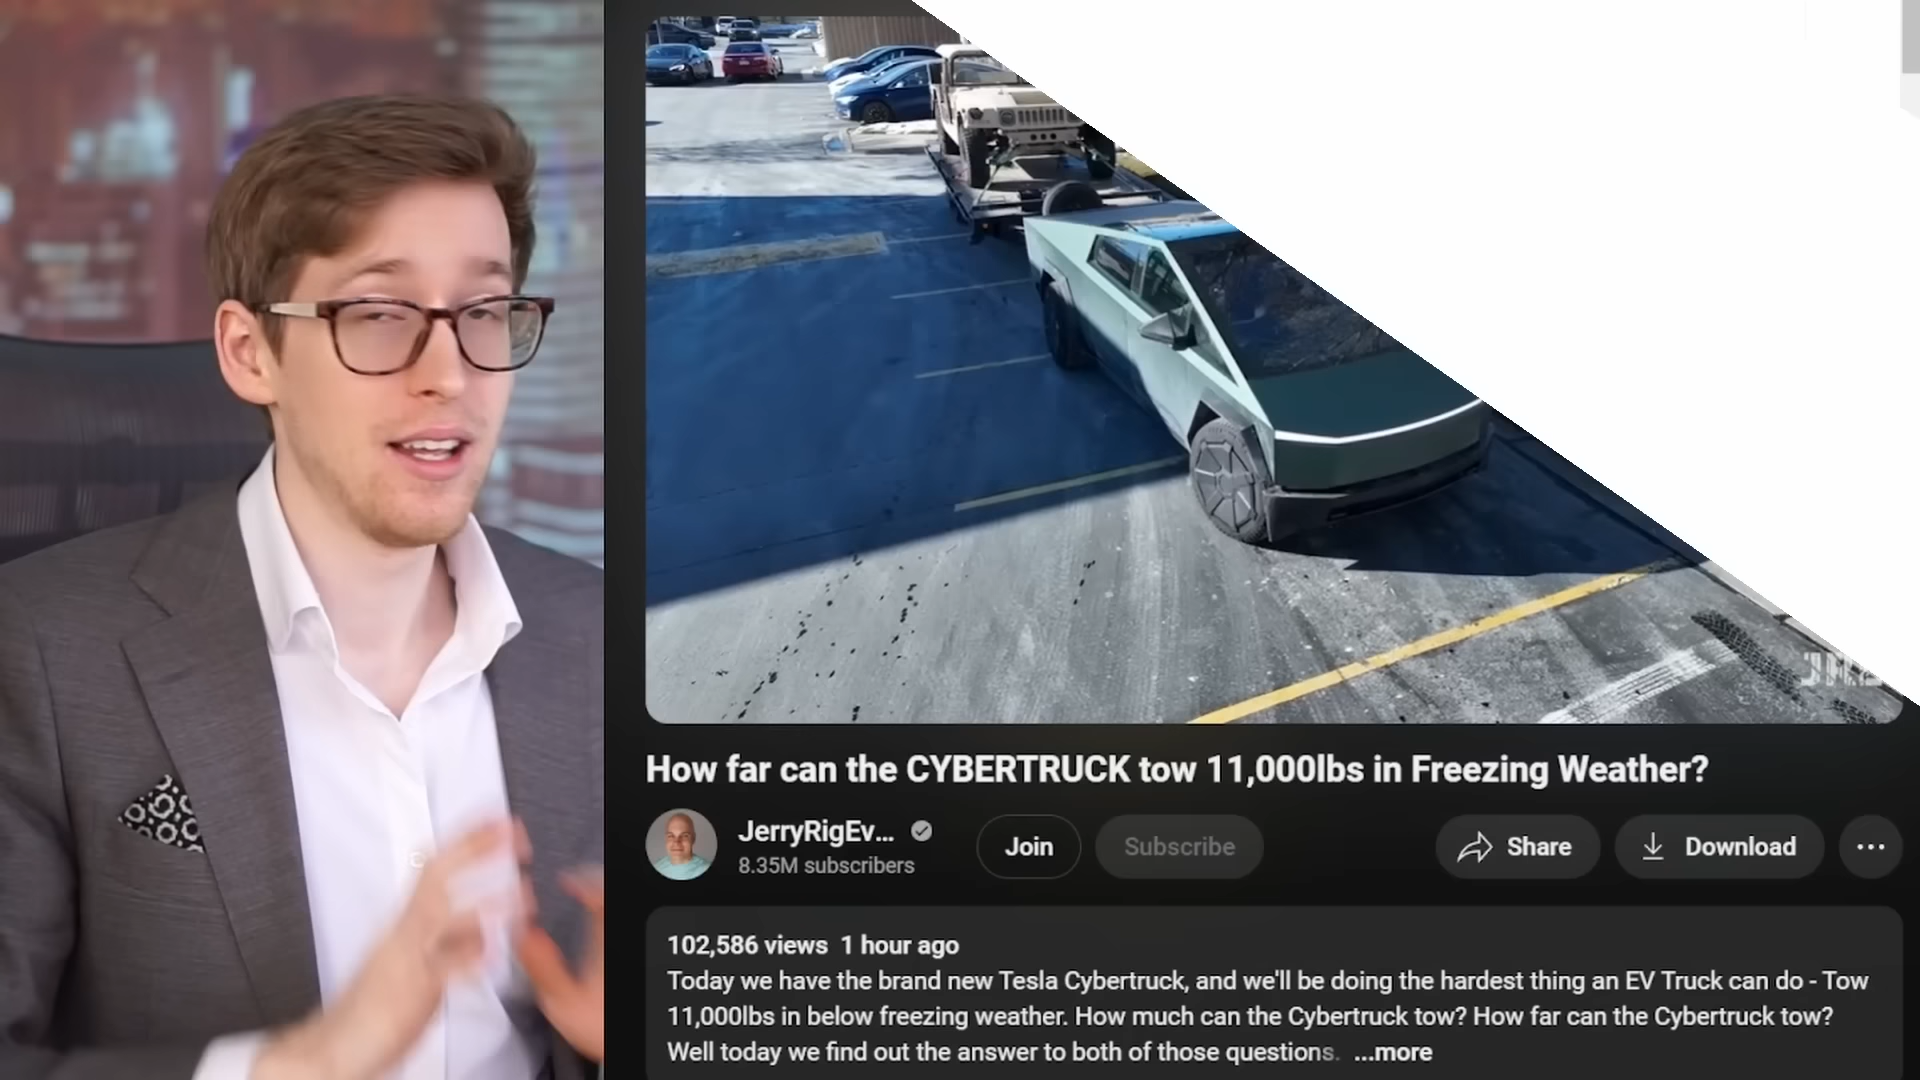 How far can the CYBERTRUCK tow 11,000lbs in Freezing Weather?
JerryRigEv...
8.35M subscribers
Join
Subscribe
Share
Download
102,586 views 1 hour ago
Today we have the brand new Tesla Cybertruck, and we'll be doing the hardest thing an EV Truck can do - Tow
11,000lbs in below freezing weather. How much can the Cybertruck tow? How far can the Cybertruck tow?
Well today we find out the answer to both of those questions. ...more